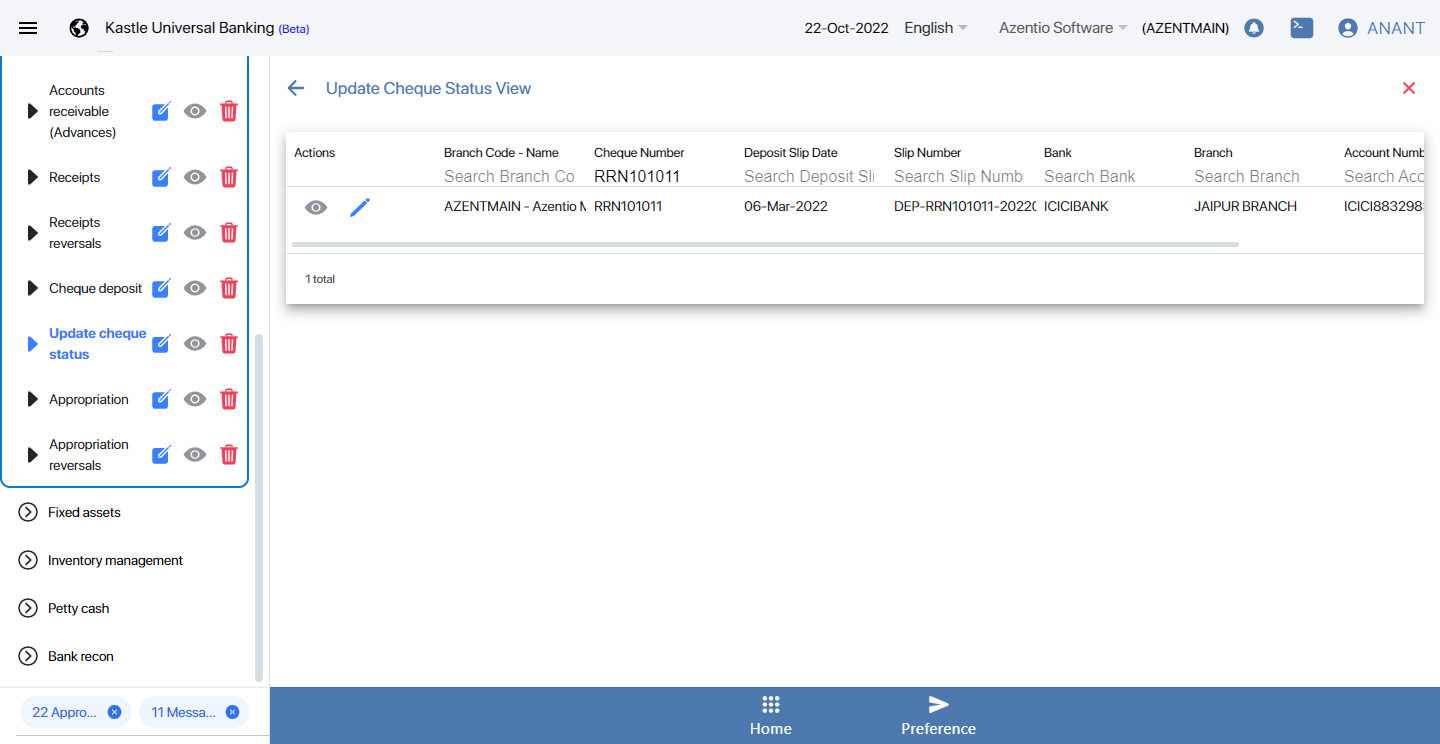 Kastle Universal Banking (Beta)
22-Oct-2022
English
Azentio Software
(AZENTMAIN)
ANANT
Accounts
receivable
(Advances)
Receipts
Receipts
reversals
Cheque deposit
Update cheque
status
Appropriation
Appropriation
reversals
Fixed assets
Inventory management
Petty cash
Bank recon
22 Appro...
11 Messa...
Update Cheque Status View
Actions Branch Code - Name Cheque Number Deposit Slip Date Slip Number Bank Branch Account Numb
Search Branch Co RRN101011 Search Deposit Sli Search Slip Numb Search Bank Search Branch Search Acc
AZENTMAIN - Azentio M RRN101011 06-Mar-2022 DEP-RRN101011-2022 ICICIBANK JAIPUR BRANCH ICICI883298
1 total
Home
Preference